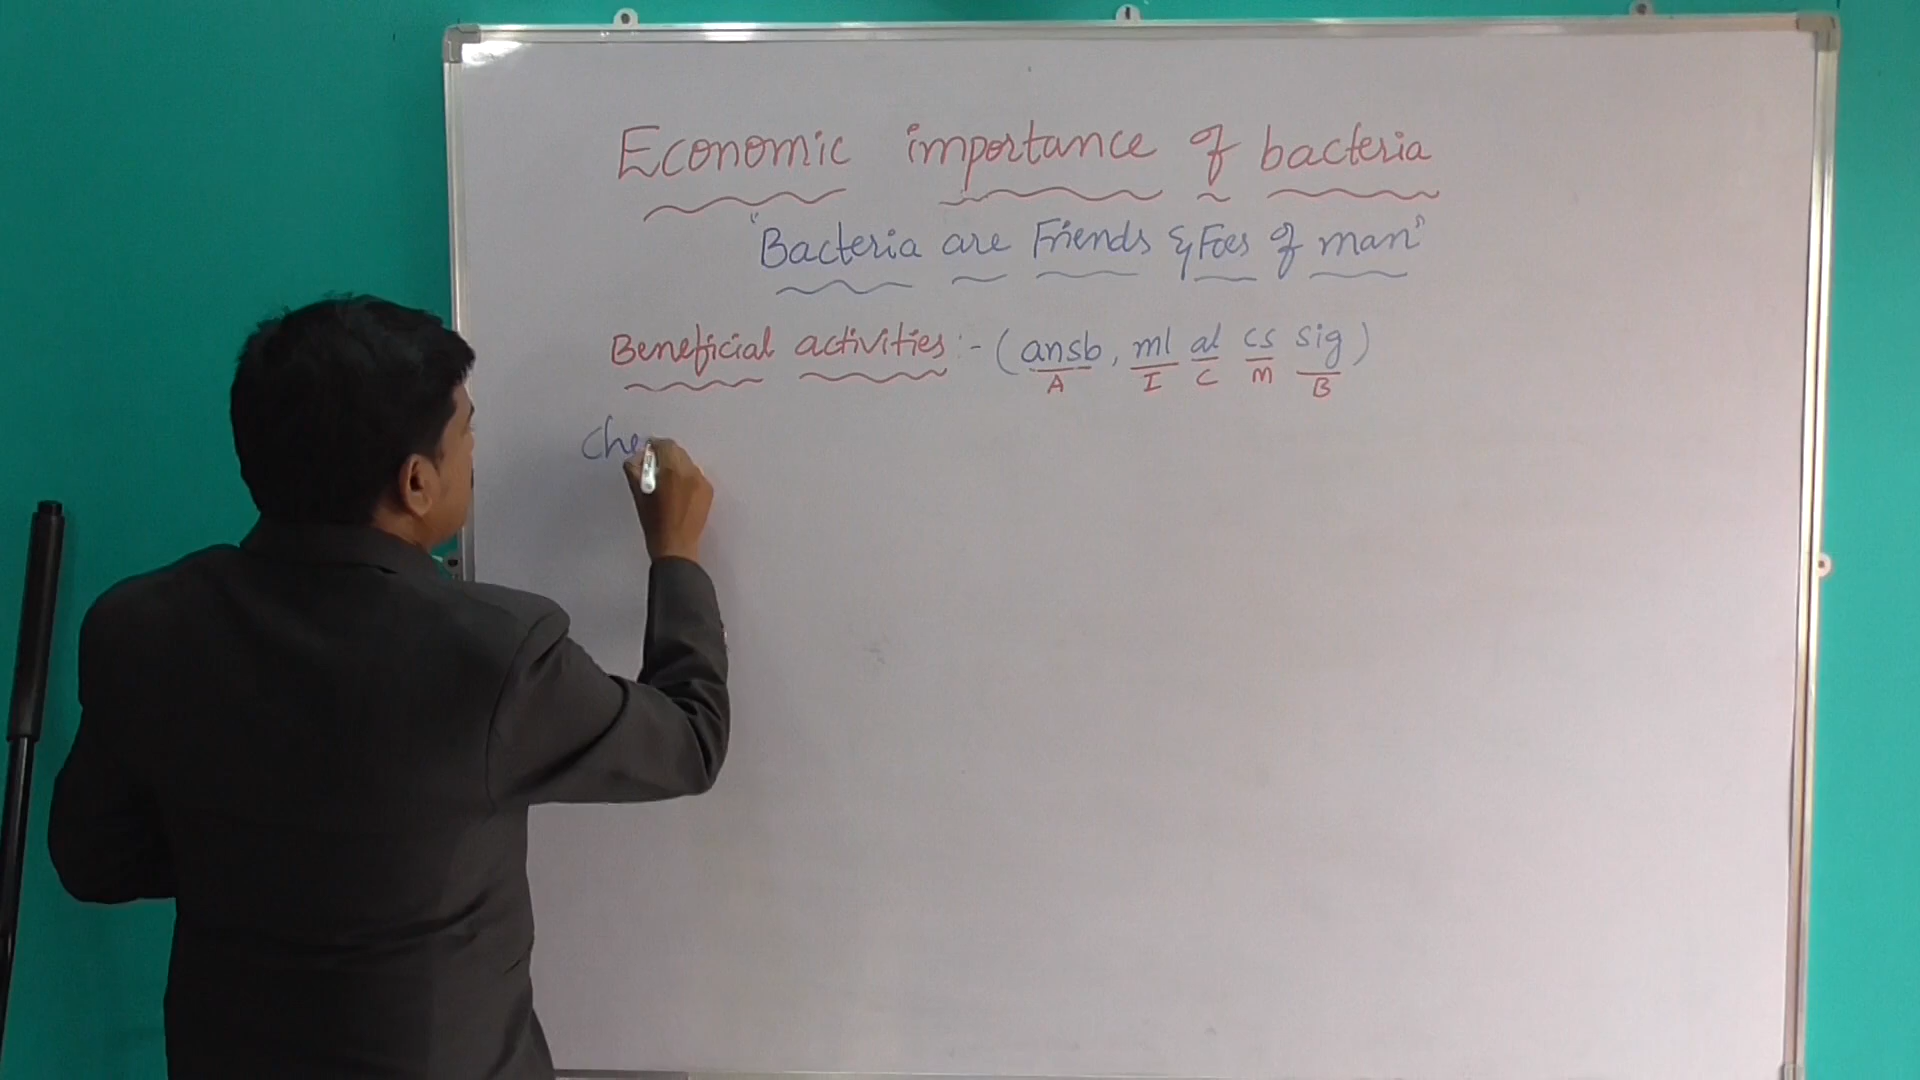 Economic importance of bacteria
"Bacteria are Friends & Foes of man"
Beneficial activities :- (ansb, ml al cs sig)
A I C M B
Che